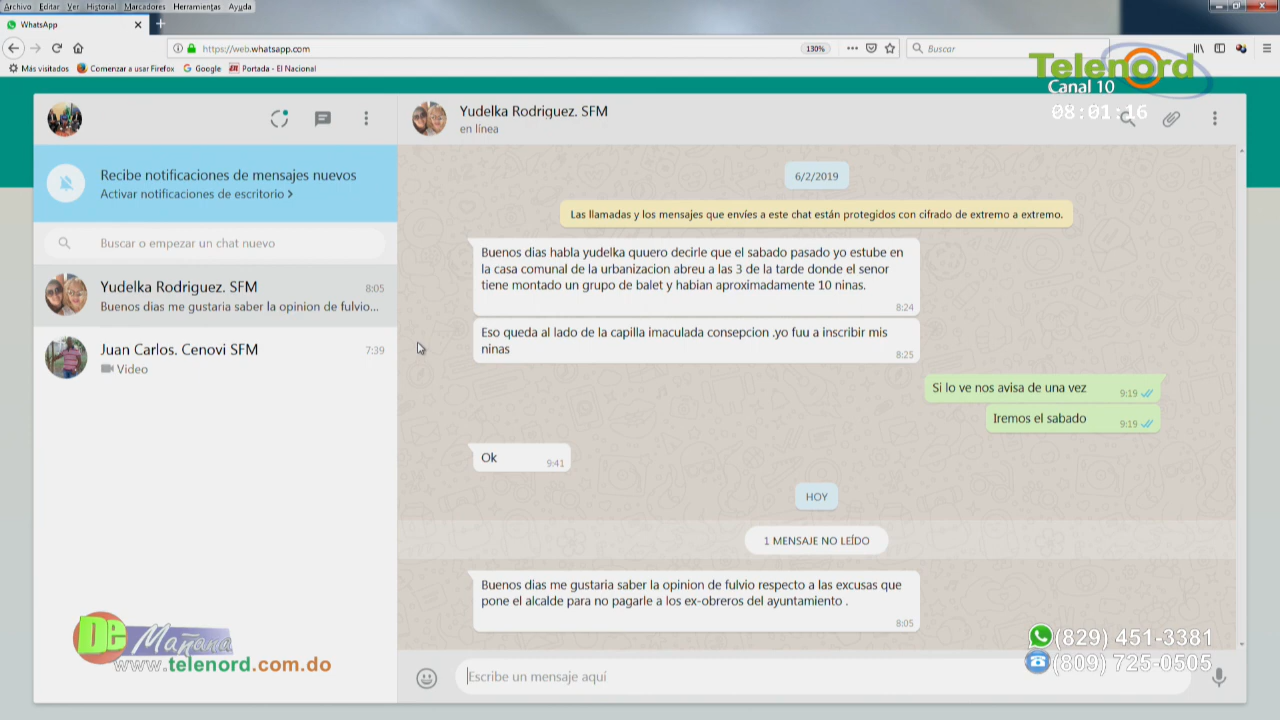 Archivo Editar Ver Historial Marcadores Herramientas Ayuda
WhatsApp
https://web.whatsapp.com
130%
Buscar
Más visitados Comenzar a usar Firefox Google Portada - El Nacional
Telenord
Canal 10
08:01:16
Yudelka Rodriguez. SFM
en línea
Recibe notificaciones de mensajes nuevos
Activar notificaciones de escritorio >
Buscar o empezar un chat nuevo
Yudelka Rodriguez. SFM
8:05
Buenos dias me gustaria saber la opinion de fulvio...
Juan Carlos. Cenovi SFM
7:39
Video
6/2/2019
Las llamadas y los mensajes que envíes a este chat están protegidos con cifrado de extremo a extremo.
Buenos dias habla yudelka quuero decirle que el sabado pasado yo estube en
la casa comunal de la urbanizacion abreu a las 3 de la tarde donde el senor
tiene montado un grupo de balet y habian aproximadamente 10 ninas.
8:24
Eso queda al lado de la capilla imaculada consepcion .yo fuu a inscribir mis
ninas
8:25
Si lo ve nos avisa de una vez
9:19
Iremos el sabado
9:19
Ok
9:41
HOY
1 MENSAJE NO LEÍDO
Buenos dias me gustaria saber la opinion de fulvio respecto a las excusas que
pone el alcalde para no pagarle a los ex-obreros del ayuntamiento .
8:05
Escribe un mensaje aquí
De Mañana
www.telenord.com.do
(829) 451-3381
(809) 725-0505